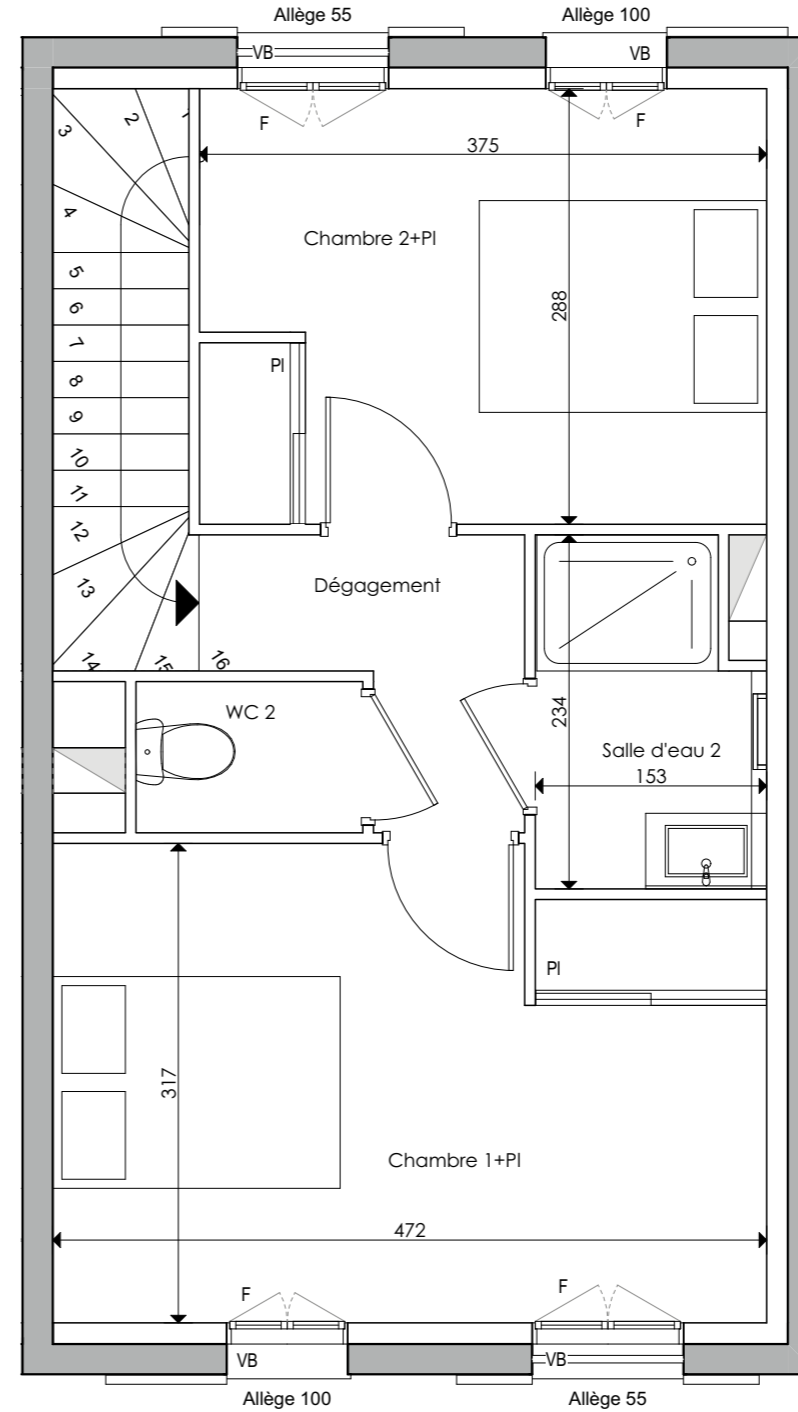 Allège 55
Allège 100
VB
VB
F
F
1
2
3
4
5
6
7
8
9
10
11
12
13
14
15
16
375
Chambre 2+Pl
288
Pl
Dégagement
WC 2
234
Salle d'eau 2
153
Pl
317
Chambre 1+Pl
472
F
F
VB
VB
Allège 100
Allège 55